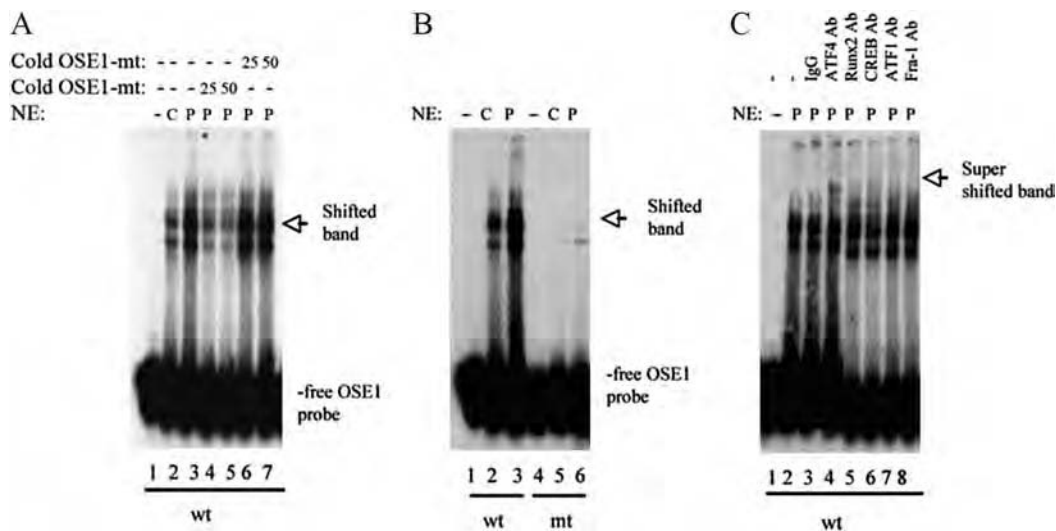 A
Cold OSE1-mt: - - - - - 25 50
Cold OSE1-mt: - - - 25 50 - -
NE: - C P P P P P
Shifted
band
-free OSE1
probe
1 2 3 4 5 6 7
wt
B
NE: - C P - C P
Shifted
band
-free OSE1
probe
1 2 3 4 5 6
wt mt
C
- - IgG ATF4 Ab Runx2 Ab CREB Ab ATF1 Ab Fra-1 Ab
NE: - P P P P P P P
Super
shifted band
1 2 3 4 5 6 7 8
wt